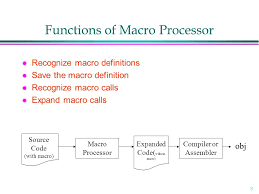 Functions of Macro Processor
Recognize macro definitions
Save the macro definition
Recognize macro calls
Expand macro calls
Source
Code
(with macro)
Macro
Processor
Expanded
Code(
Compiler or
Assembler
obj